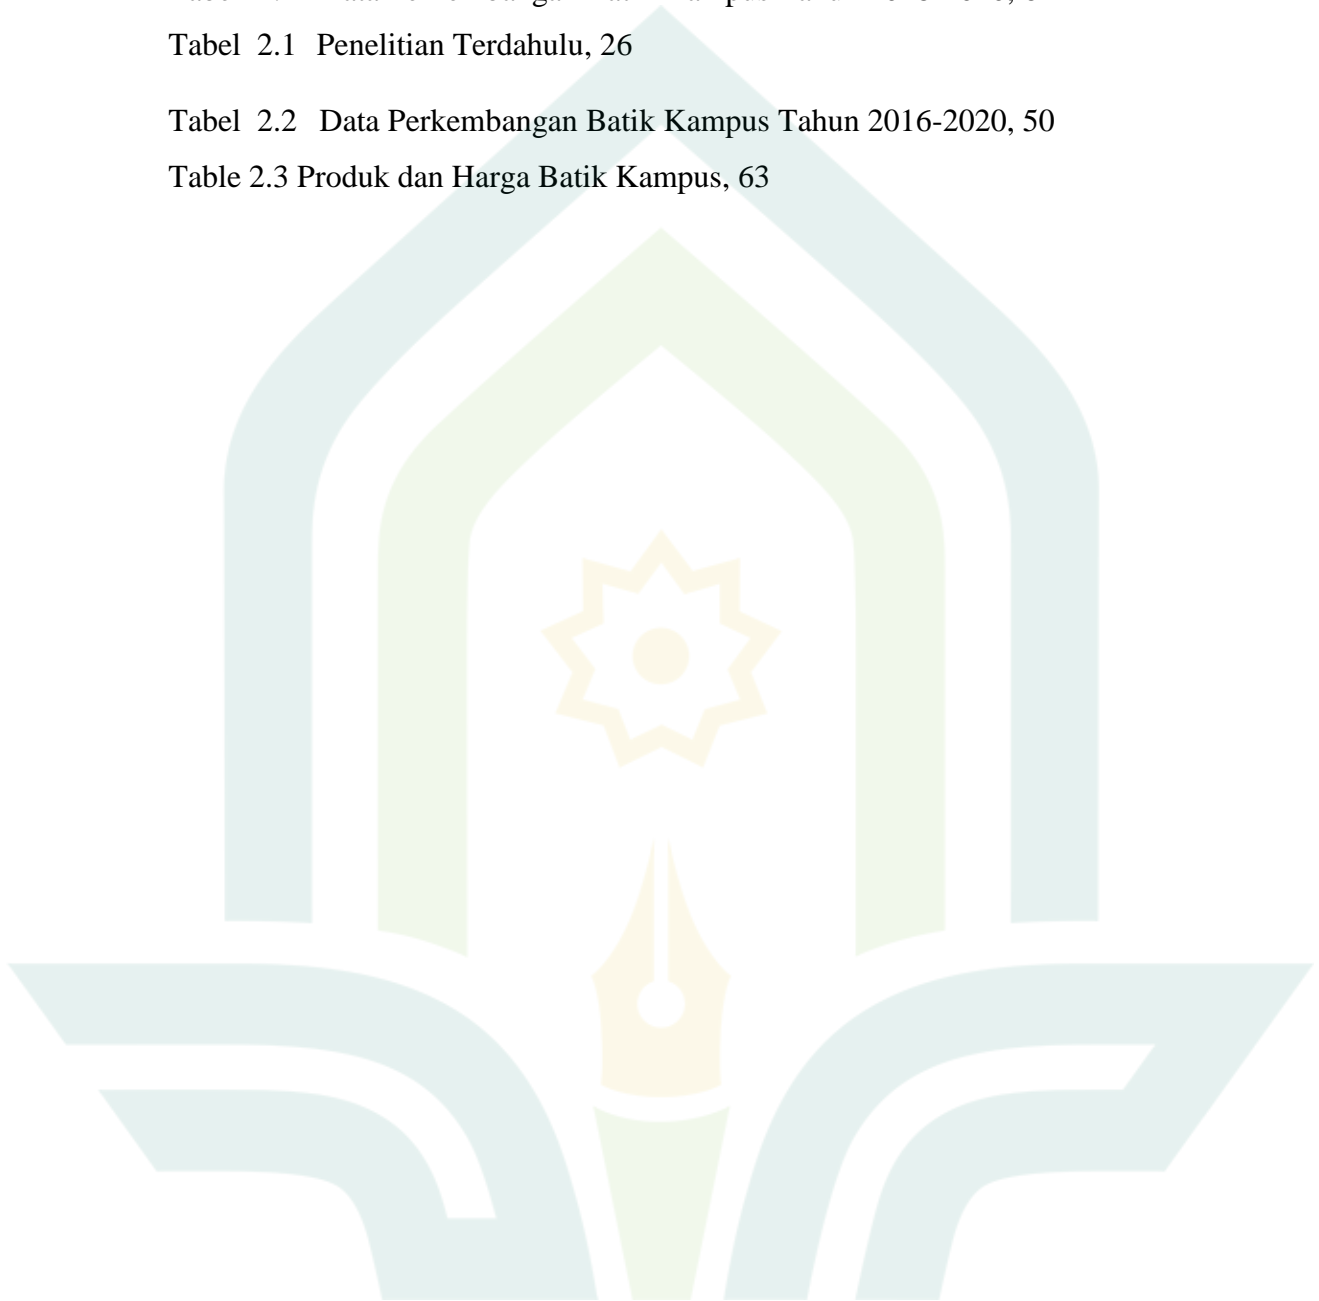 Tabel 2.1 Penelitian Terdahulu, 26
Tabel 2.2 Data Perkembangan Batik Kampus Tahun 2016-2020, 50
Table 2.3 Produk dan Harga Batik Kampus, 63